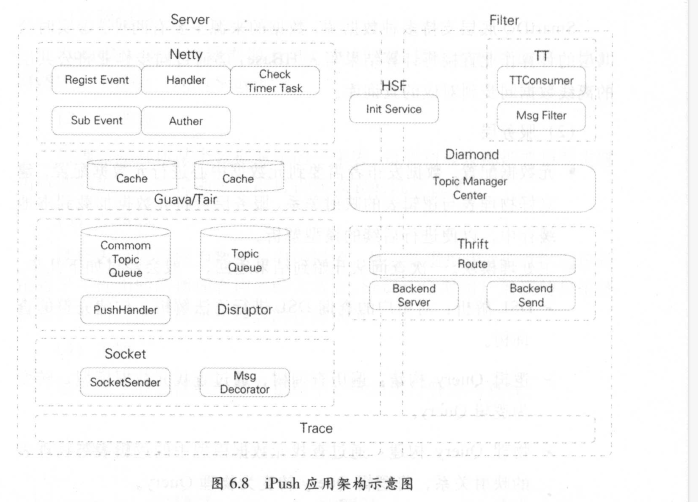 Server
Filter
Netty
TT
Regist Event
Handler
Check
Timer Task
HSF
TTConsumer
Init Service
Sub Event
Auther
Msg Filter
Diamond
Cache
Cache
Topic Manager
Center
Guava/Tair
Commom
Topic
Queue
Topic
Queue
Thrift
Route
Backend
Server
Backend
Send
PushHandler
Disruptor
Socket
SocketSender
Msg
Decorator
Trace
图 6.8 iPush 应用架构示意图